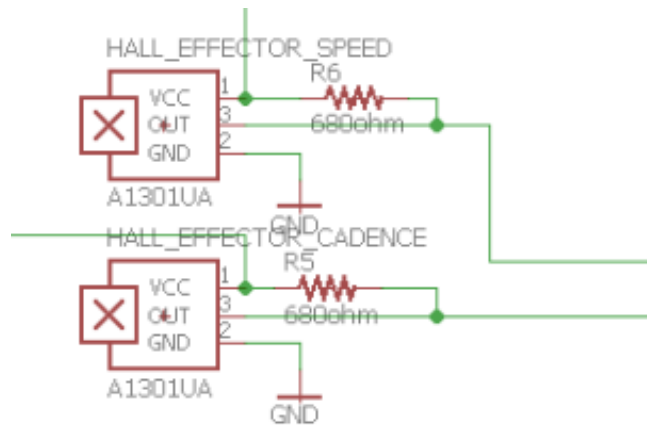 HALL_EFFECTOR_SPEED
R6
1
VCC
680ohm
3
OUT
2
GND
A1301UA
GND
HALL_EFFECTOR_CADENCE
R5
1
VCC
680ohm
3
OUT
2
GND
A1301UA
GND